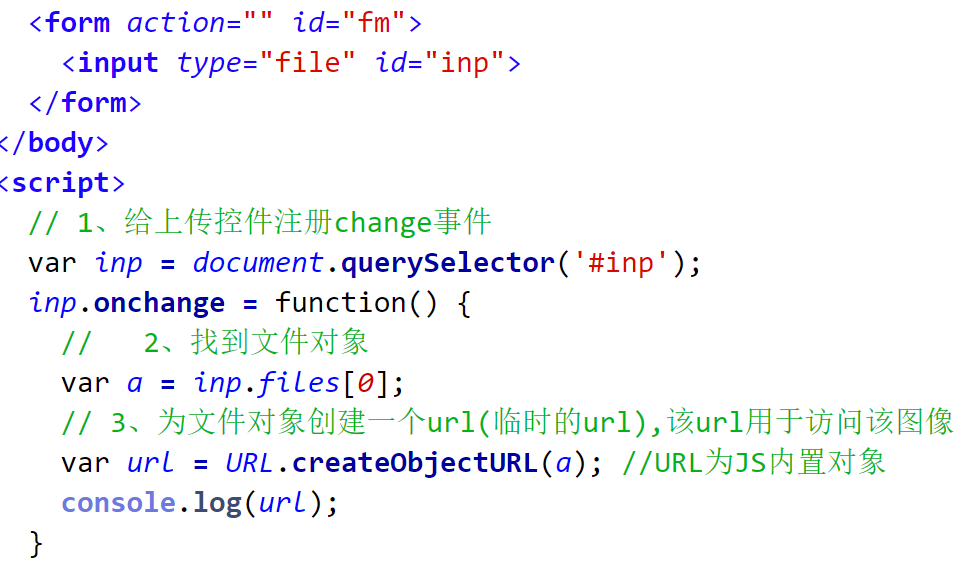 <form action="" id="fm">
<input type="file" id="inp">
</form>
</body>
<script>
// 1、给上传控件注册change事件
var inp = document.querySelector('#inp');
inp.onchange = function() {
//   2、找到文件对象
var a = inp.files[0];
// 3、为文件对象创建一个url(临时的url),该url用于访问该图像
var url = URL.createObjectURL(a); //URL为JS内置对象
console.log(url);
}